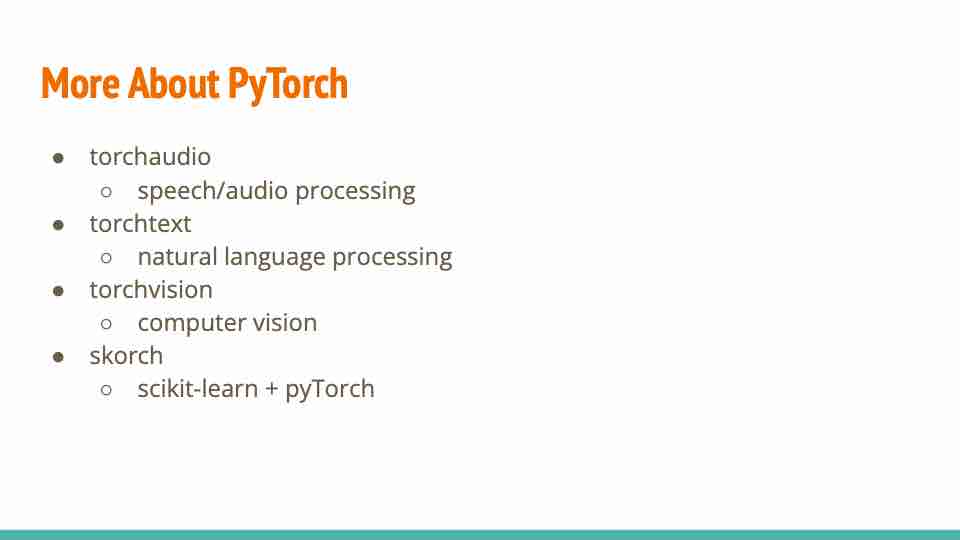 More About PyTorch
● torchaudio
○ speech/audio processing
● torchtext
○ natural language processing
● torchvision
○ computer vision
● skorch
○ scikit-learn + pyTorch